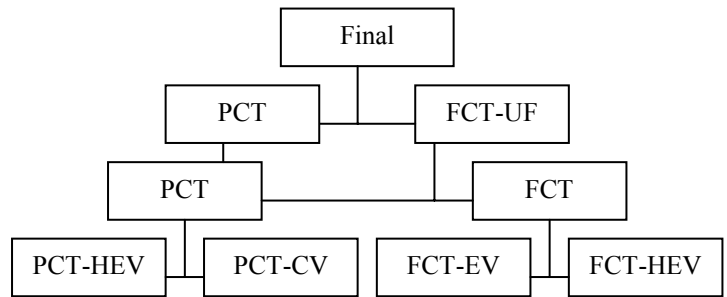 Final
PCT
FCT-UF
PCT
FCT
PCT-HEV
PCT-CV
FCT-EV
FCT-HEV